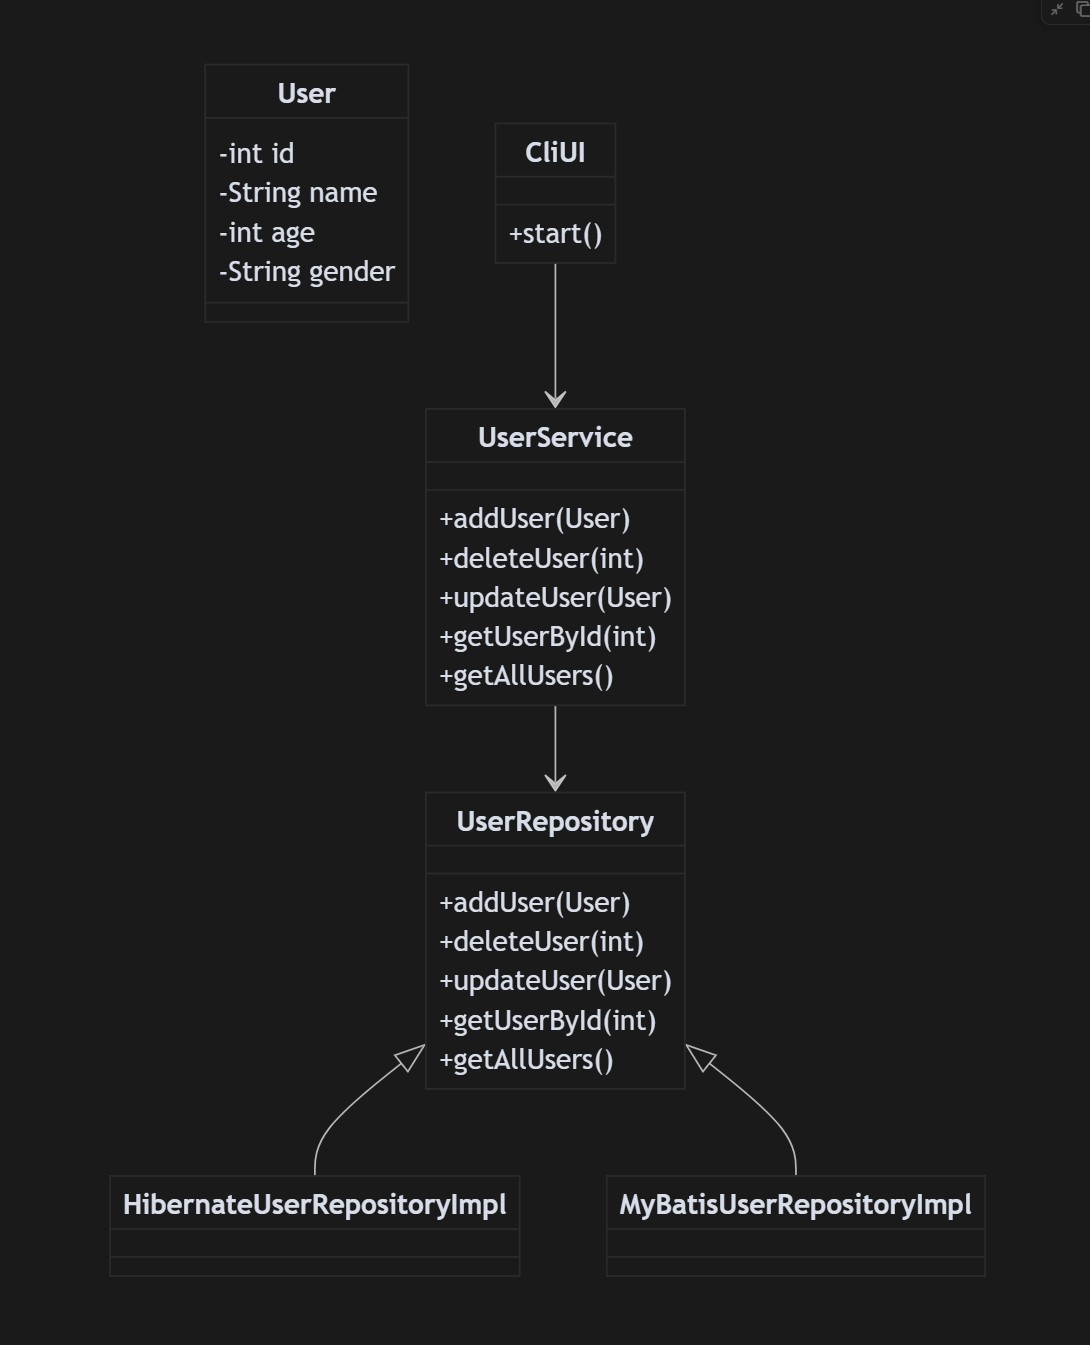 User
-int id
-String name
-int age
-String gender
CliUI
+start()
UserService
+addUser(User)
+deleteUser(int)
+updateUser(User)
+getUserById(int)
+getAllUsers()
UserRepository
+addUser(User)
+deleteUser(int)
+updateUser(User)
+getUserById(int)
+getAllUsers()
HibernateUserRepositoryImpl
MyBatisUserRepositoryImpl